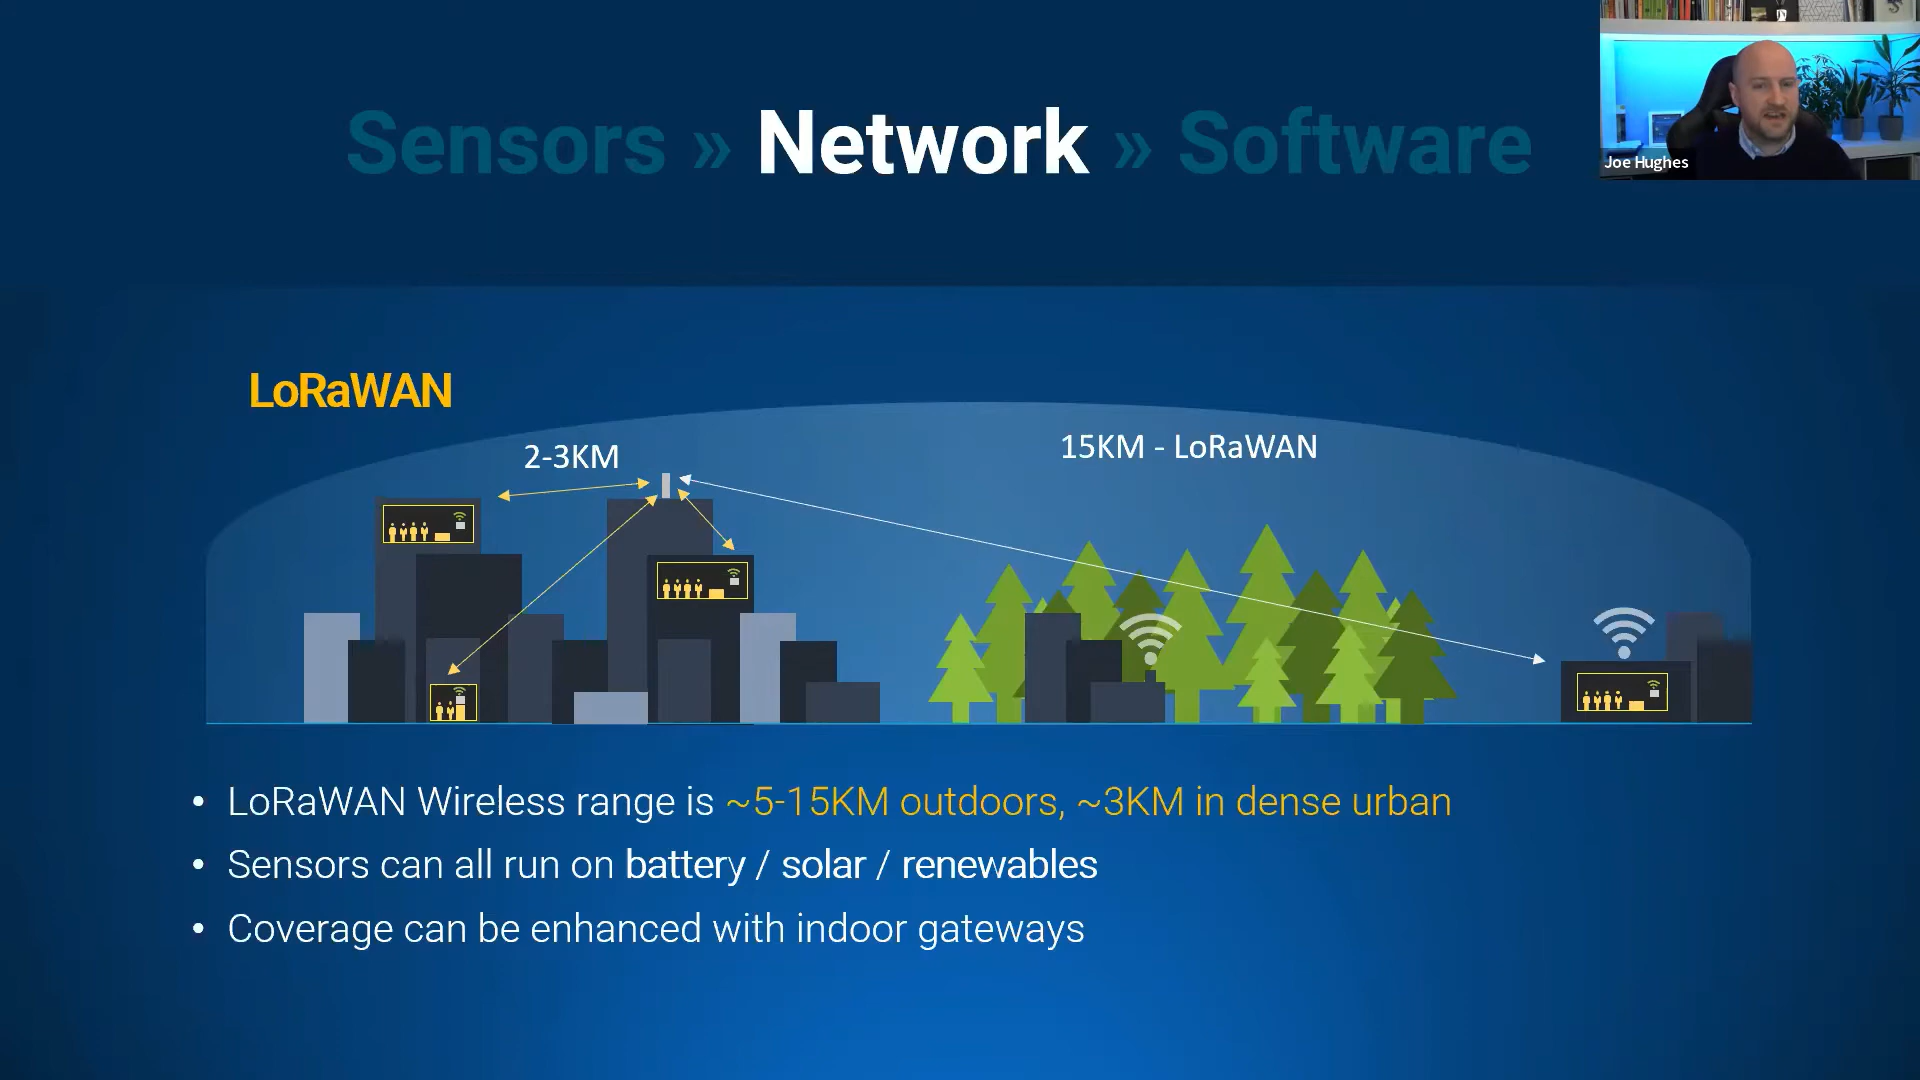 Sensors » Network » Software
Joe Hughes
LoRaWAN
2-3KM
15KM - LoRaWAN
• LoRaWAN Wireless range is ~5-15KM outdoors, ~3KM in dense urban
• Sensors can all run on battery / solar / renewables
• Coverage can be enhanced with indoor gateways